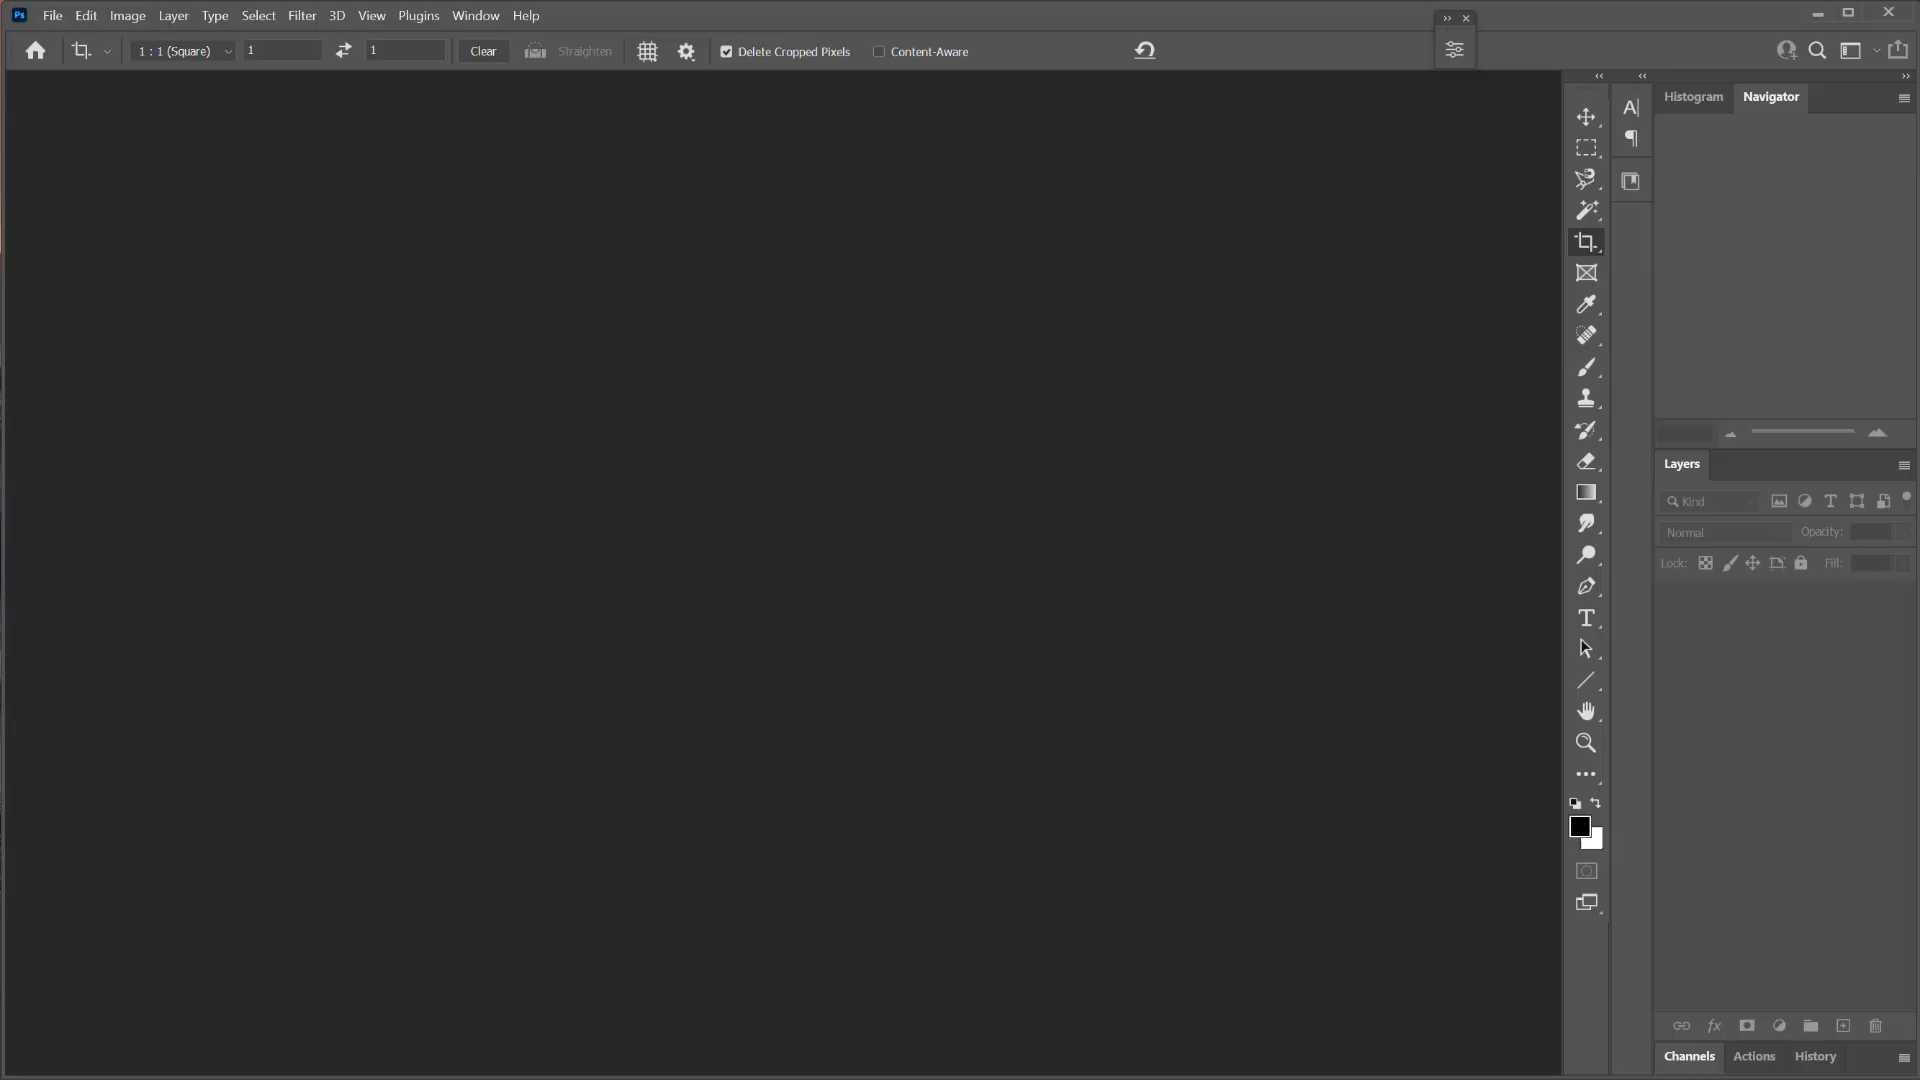 Ps File Edit Image Layer Type Select Filter 3D View Plugins Window Help
1 : 1 (Square) 1 1 Clear Straighten Delete Cropped Pixels Content-Aware
Histogram Navigator
Layers
Kind
Normal Opacity:
Lock: Fill:
Channels Actions History